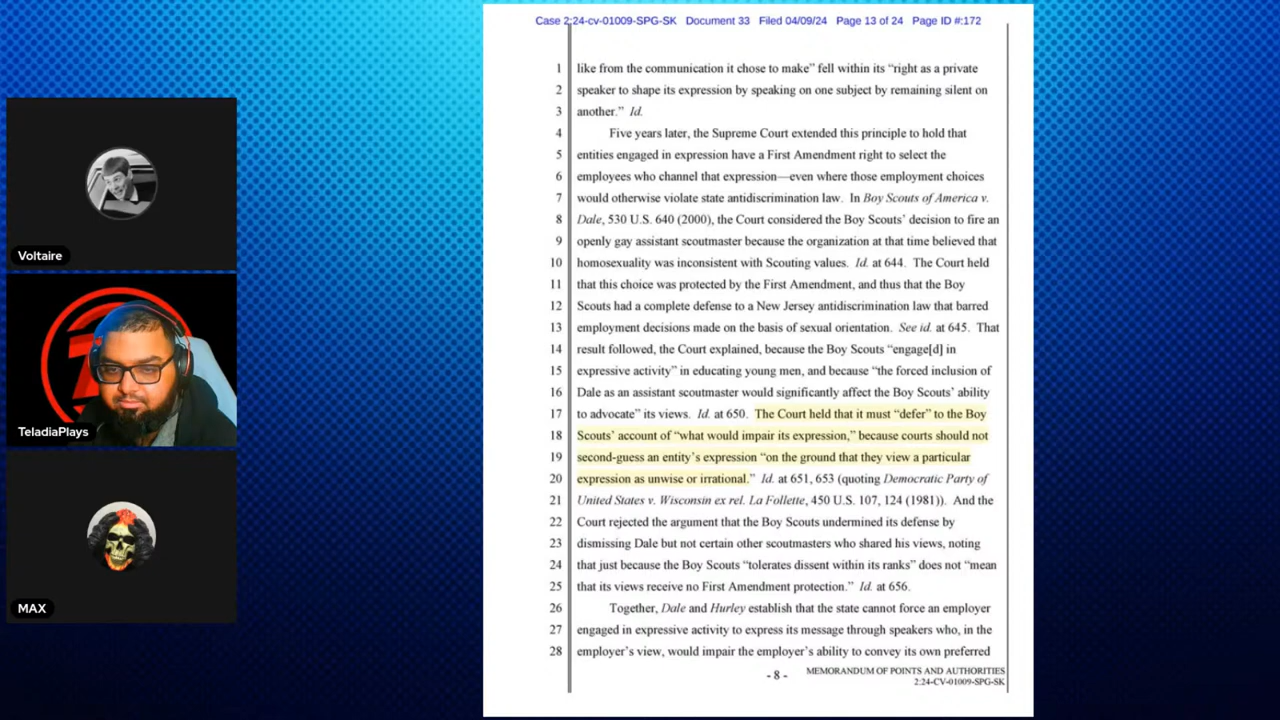 Case 2:24-cv-01009-SPG-SK Document 33 Filed 04/09/24 Page 13 of 24 Page ID #:172
1 like from the communication it chose to make” fell within its “right as a private
2 speaker to shape its expression by speaking on one subject by remaining silent on
3 another.” Id.
4 Five years later, the Supreme Court extended this principle to hold that
5 entities engaged in expression have a First Amendment right to select the
6 employees who channel that expression—even where those employment choices
7 would otherwise violate state antidiscrimination law. In Boy Scouts of America v.
8 Dale, 530 U.S. 640 (2000), the Court considered the Boy Scouts’ decision to fire an
9 openly gay assistant scoutmaster because the organization at that time believed that
10 homosexuality was inconsistent with Scouting values. Id. at 644. The Court held
11 that this choice was protected by the First Amendment, and thus that the Boy
12 Scouts had a complete defense to a New Jersey antidiscrimination law that barred
13 employment decisions made on the basis of sexual orientation. See id. at 645. That
14 result followed, the Court explained, because the Boy Scouts “engage[d] in
15 expressive activity” in educating young men, and because “the forced inclusion of
16 Dale as an assistant scoutmaster would significantly affect the Boy Scouts’ ability
17 to advocate” its views. Id. at 650. The Court held that it must “defer” to the Boy
18 Scouts’ account of “what would impair its expression,” because courts should not
19 second-guess an entity’s expression “on the ground that they view a particular
20 expression as unwise or irrational.” Id. at 651, 653 (quoting Democratic Party of
21 United States v. Wisconsin ex rel. La Follette, 450 U.S. 107, 124 (1981)). And the
22 Court rejected the argument that the Boy Scouts undermined its defense by
23 dismissing Dale but not certain other scoutmasters who shared his views, noting
24 that just because the Boy Scouts “tolerates dissent within its ranks” does not “mean
25 that its views receive no First Amendment protection.” Id. at 656.
26 Together, Dale and Hurley establish that the state cannot force an employer
27 engaged in expressive activity to express its message through speakers who, in the
28 employer’s view, would impair the employer’s ability to convey its own preferred
- 8 -
MEMORANDUM OF POINTS AND AUTHORITIES
2:24-CV-01009-SPG-SK
Voltaire
TeladiaPlays
MAX